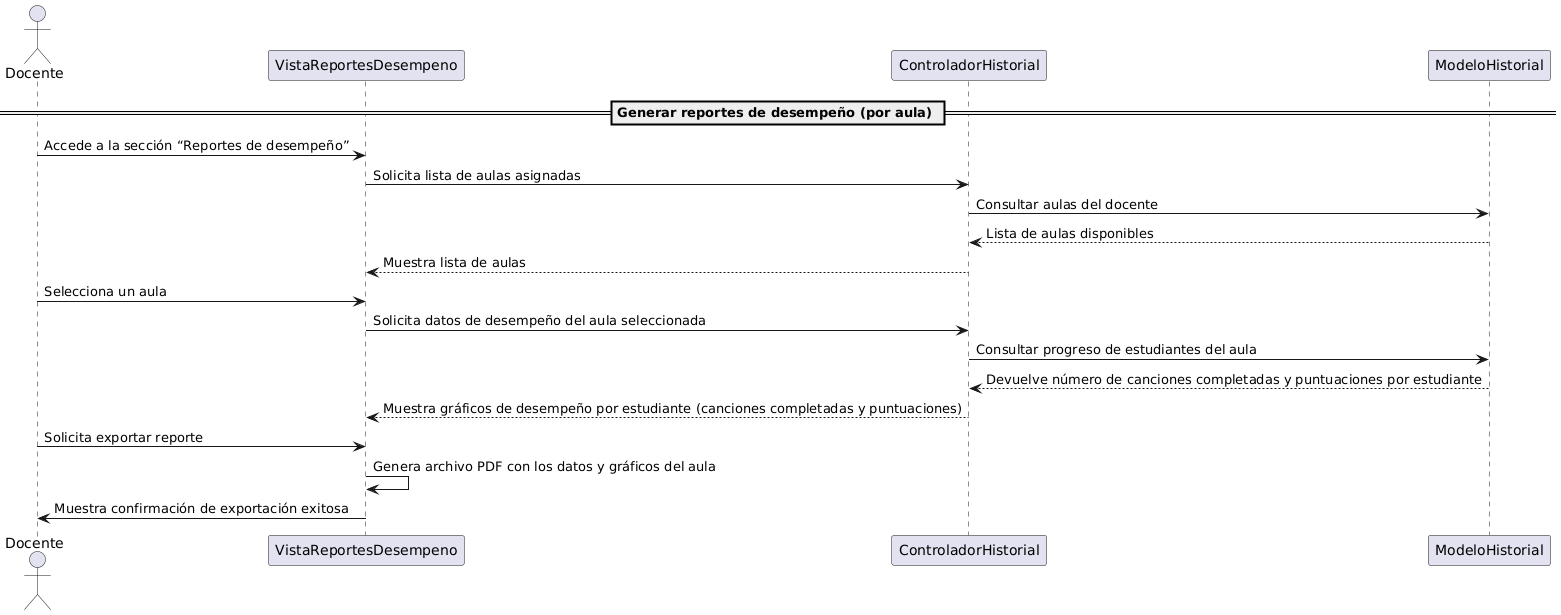 Docente
VistaReportesDesempeno
ControladorHistorial
ModeloHistorial
Generar reportes de desempeño (por aula)
Accede a la sección “Reportes de desempeño”
Solicita lista de aulas asignadas
Consultar aulas del docente
Lista de aulas disponibles
Muestra lista de aulas
Selecciona un aula
Solicita datos de desempeño del aula seleccionada
Consultar progreso de estudiantes del aula
Devuelve número de canciones completadas y puntuaciones por estudiante
Muestra gráficos de desempeño por estudiante (canciones completadas y puntuaciones)
Solicita exportar reporte
Genera archivo PDF con los datos y gráficos del aula
Muestra confirmación de exportación exitosa
Docente
VistaReportesDesempeno
ControladorHistorial
ModeloHistorial